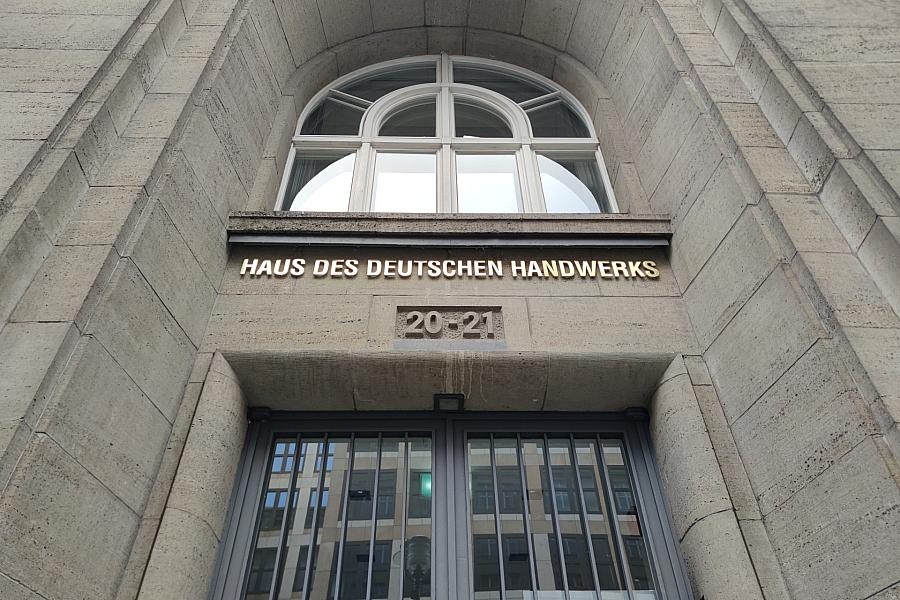 HAUS DES DEUTSCHEN HANDWERKS
20-21